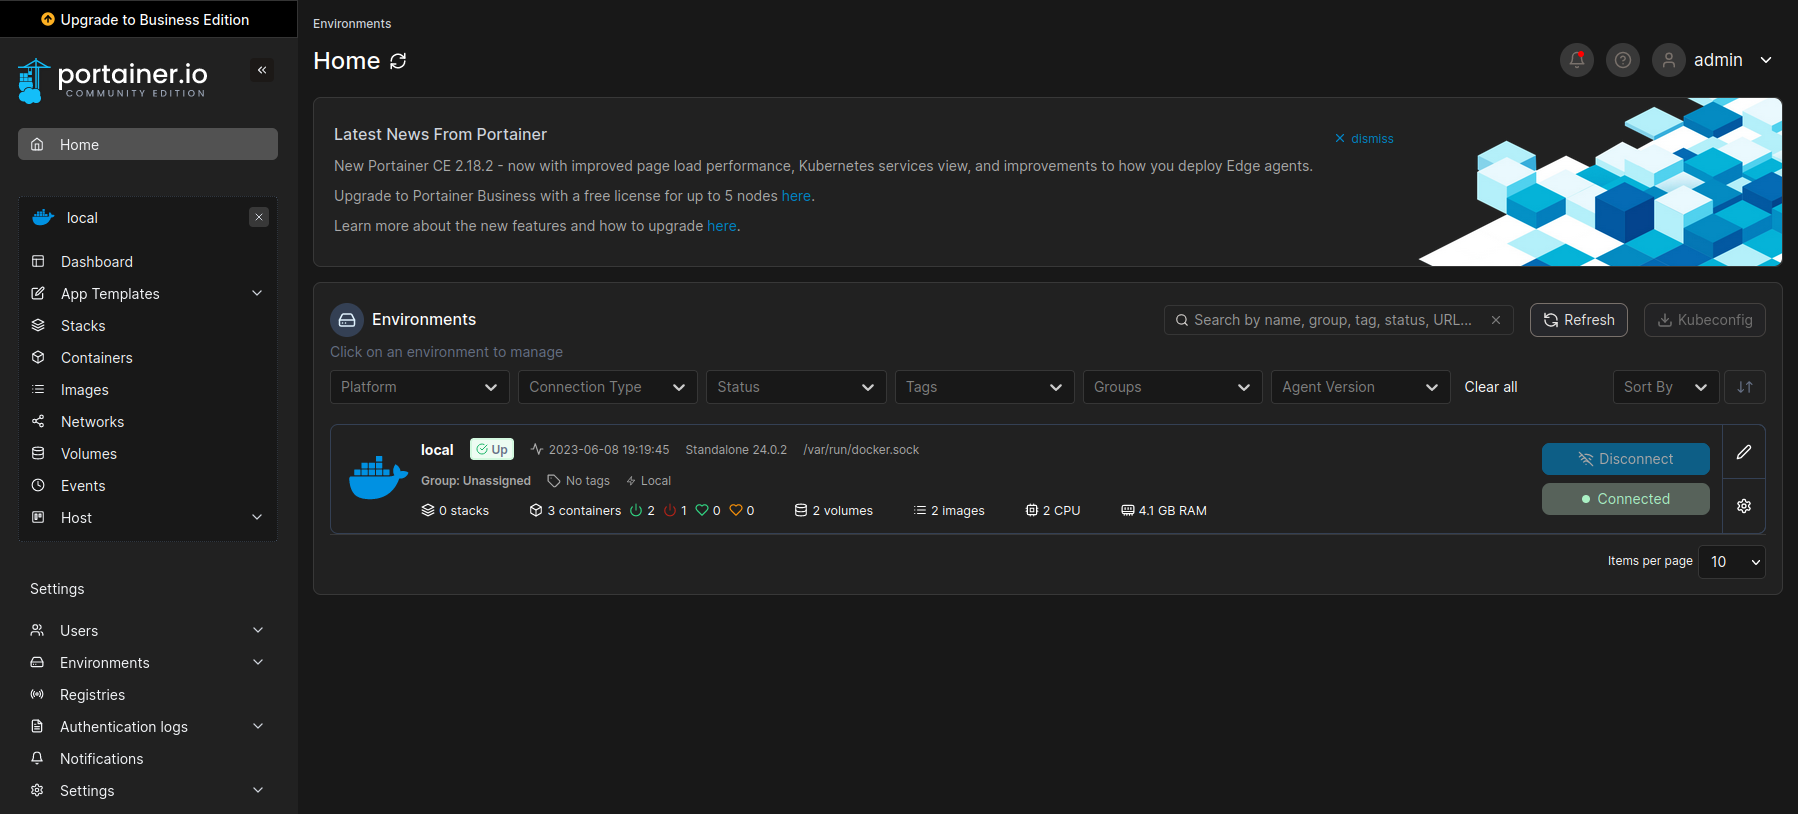 Upgrade to Business Edition
portainer.io
COMMUNITY EDITION
Home
local
Dashboard
App Templates
Stacks
Containers
Images
Networks
Volumes
Events
Host
Settings
Users
Environments
Registries
Authentication logs
Notifications
Settings
Environments
Home
admin
Latest News From Portainer
dismiss
New Portainer CE 2.18.2 - now with improved page load performance, Kubernetes services view, and improvements to how you deploy Edge agents.
Upgrade to Portainer Business with a free license for up to 5 nodes here.
Learn more about the new features and how to upgrade here.
Environments
Search by name, group, tag, status, URL...
Refresh
Kubeconfig
Click on an environment to manage
Platform
Connection Type
Status
Tags
Groups
Agent Version
Clear all
Sort By
local Up 2023-06-08 19:19:45 Standalone 24.0.2 /var/run/docker.sock
Group: Unassigned No tags Local
0 stacks 3 containers 2 1 0 0 2 volumes 2 images 2 CPU 4.1 GB RAM
Disconnect
Connected
Items per page 10